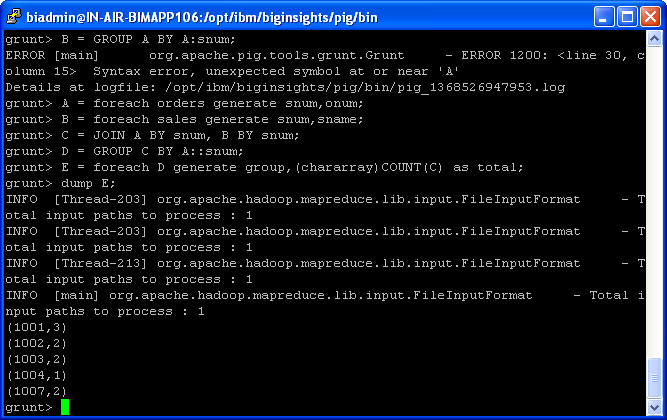 biadmin@IN-AIR-BIMAPP106:/opt/ibm/biginsights/pig/bin
grunt> B = GROUP A BY A:snum;
ERROR [main]     org.apache.pig.tools.grunt.Grunt     - ERROR 1200: <line 30, c
olumn 15>  Syntax error, unexpected symbol at or near 'A'
Details at logfile: /opt/ibm/biginsights/pig/bin/pig_1368526947953.log
grunt> A = foreach orders generate snum,onum;
grunt> B = foreach sales generate snum,sname;
grunt> C = JOIN A BY snum, B BY snum;
grunt> D = GROUP C BY A::snum;
grunt> E = foreach D generate group,(chararray)COUNT(C) as total;
grunt> dump E;
INFO  [Thread-203] org.apache.hadoop.mapreduce.lib.input.FileInputFormat     - T
otal input paths to process : 1
INFO  [Thread-203] org.apache.hadoop.mapreduce.lib.input.FileInputFormat     - T
otal input paths to process : 1
INFO  [Thread-213] org.apache.hadoop.mapreduce.lib.input.FileInputFormat     - T
otal input paths to process : 1
INFO  [main] org.apache.hadoop.mapreduce.lib.input.FileInputFormat     - Total i
nput paths to process : 1
(1001,3)
(1002,2)
(1003,2)
(1004,1)
(1007,2)
grunt>